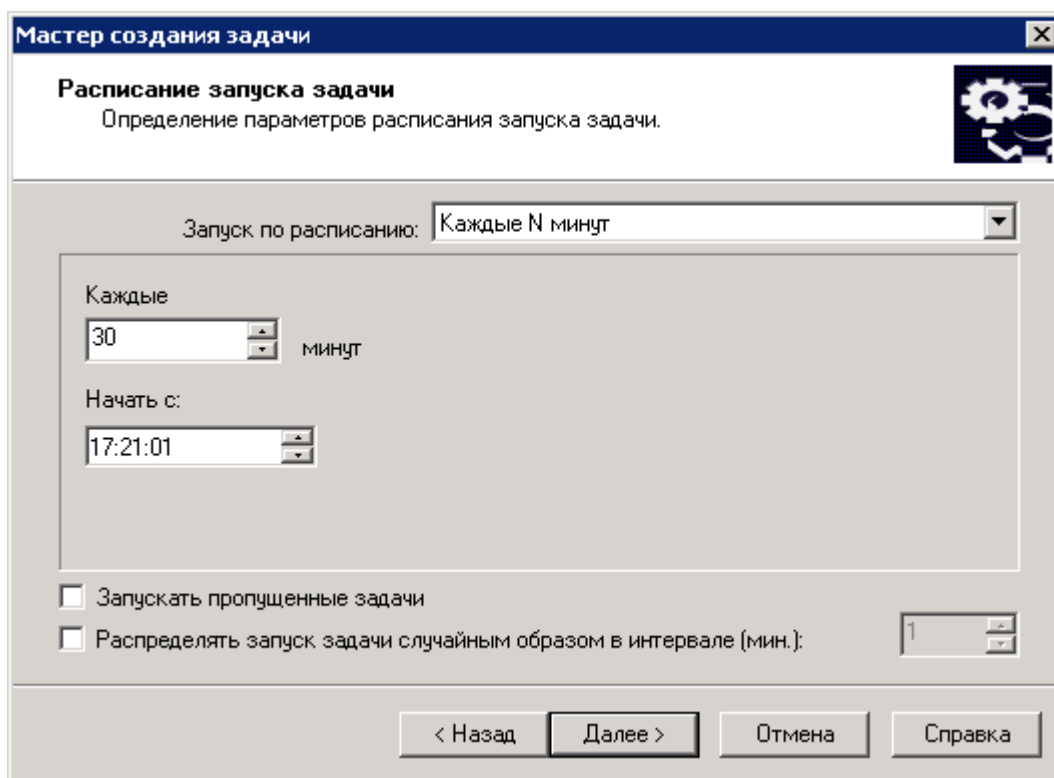 Мастер создания задачи
Расписание запуска задачи
Определение параметров расписания запуска задачи.
Запуск по расписанию: Каждые N минут
Каждые
30 минут
Начать с:
17:21:01
Запускать пропущенные задачи
Распределять запуск задачи случайным образом в интервале (мин.): 1
< Назад Далее > Отмена Справка